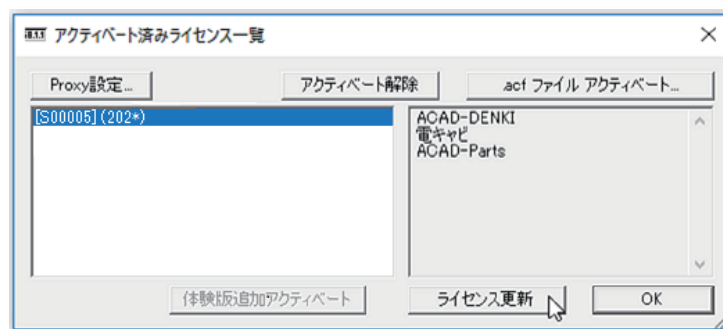 アクティベート済みライセンス一覧
Proxy設定...
アクティベート解除
.acf ファイル アクティベート...
[S00005](202*)
ACAD-DENKI
電キャビ
ACAD-Parts
体験版追加アクティベート
ライセンス更新
OK